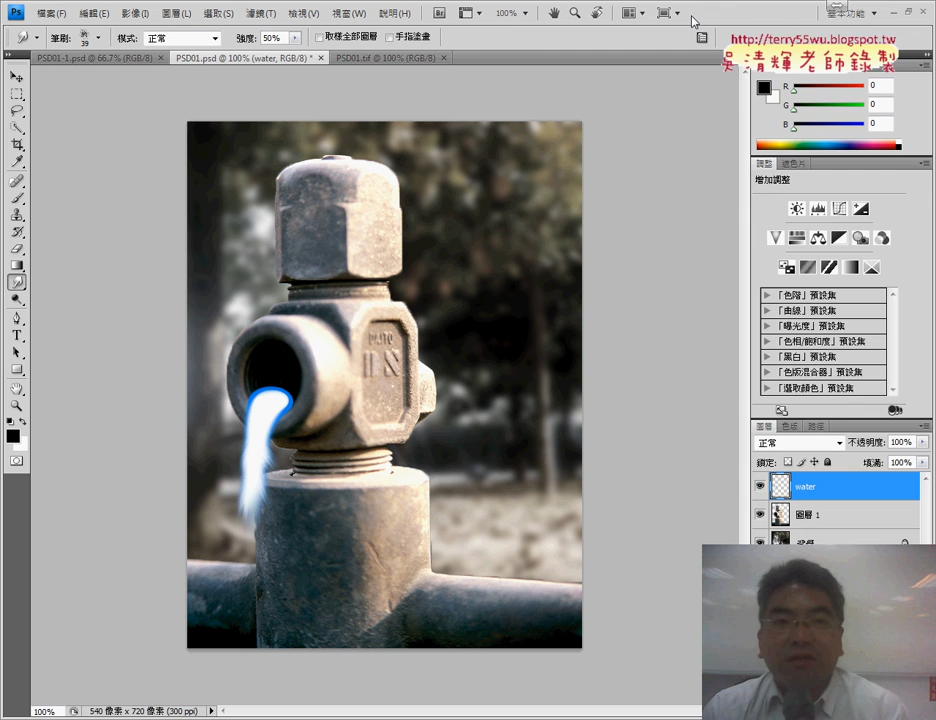 Ps 檔案(F) 編輯(E) 影像(I) 圖層(L) 選取(S) 濾鏡(T) 檢視(V) 視窗(W) 說明(H) Br 100% 基本功能
http://terry55wu.blogspot.tw
吳清輝老師錄製
筆刷: 39 模式: 正常 強度: 50% 取樣全部圖層 手指塗畫
PSD01-1.psd @ 66.7% (RGB/8) × PSD01.psd @ 100% (water, RGB/8) * × PSD01.tif @ 100% (RGB/8) ×
R 0
G 0
B 0
調整 遮色片
增加調整
「色階」預設集
「曲線」預設集
「曝光度」預設集
「色相/飽和度」預設集
「黑白」預設集
「色版混合器」預設集
「選取顏色」預設集
圖層 色版 路徑
正常 不透明度: 100%
鎖定: 填滿: 100%
water
圖層 1
100% 540 像素 x 720 像素 (300 ppi)